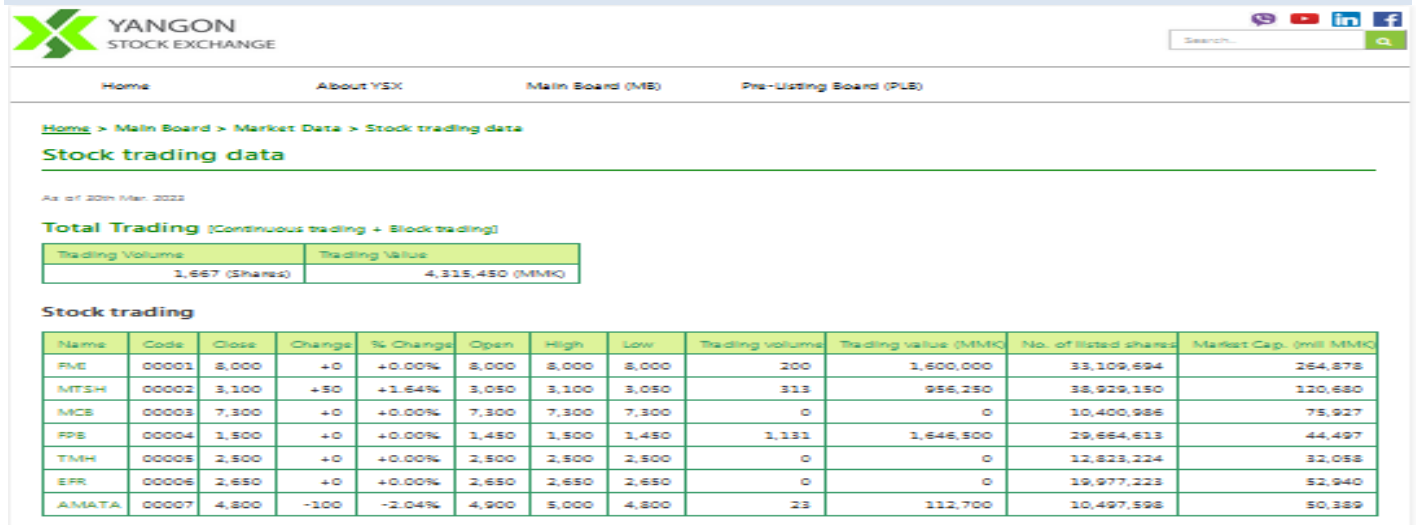 YANGON
STOCK EXCHANGE
in f
Search...
Home About YSX Main Board (MB) Pre-Listing Board (PLB)
Home > Main Board > Market Data > Stock trading data
Stock trading data
As of 20th Mar. 2023
Total Trading [Continuous trading + Block trading]
Trading Volume Trading Value
1,667 (Shares) 4,315,450 (MMK)
Stock trading
Name Code Close Change % Change Open High Low Trading volume Trading value (MMK) No. of listed shares Market Cap. (mill MMK)
FMI 00001 8,000 +0 +0.00% 8,000 8,000 8,000 200 1,600,000 33,109,694 264,878
MTSH 00002 3,100 +50 +1.64% 3,050 3,100 3,050 313 956,250 38,929,150 120,680
MCB 00003 7,300 +0 +0.00% 7,300 7,300 7,300 0 0 10,400,986 75,927
FPB 00004 1,500 +0 +0.00% 1,450 1,500 1,450 1,131 1,646,500 29,664,613 44,497
TMH 00005 2,500 +0 +0.00% 2,500 2,500 2,500 0 0 12,823,224 32,058
EFR 00006 2,650 +0 +0.00% 2,650 2,650 2,650 0 0 19,977,223 52,940
AMATA 00007 4,800 -100 -2.04% 4,900 5,000 4,800 23 112,700 10,497,598 50,389